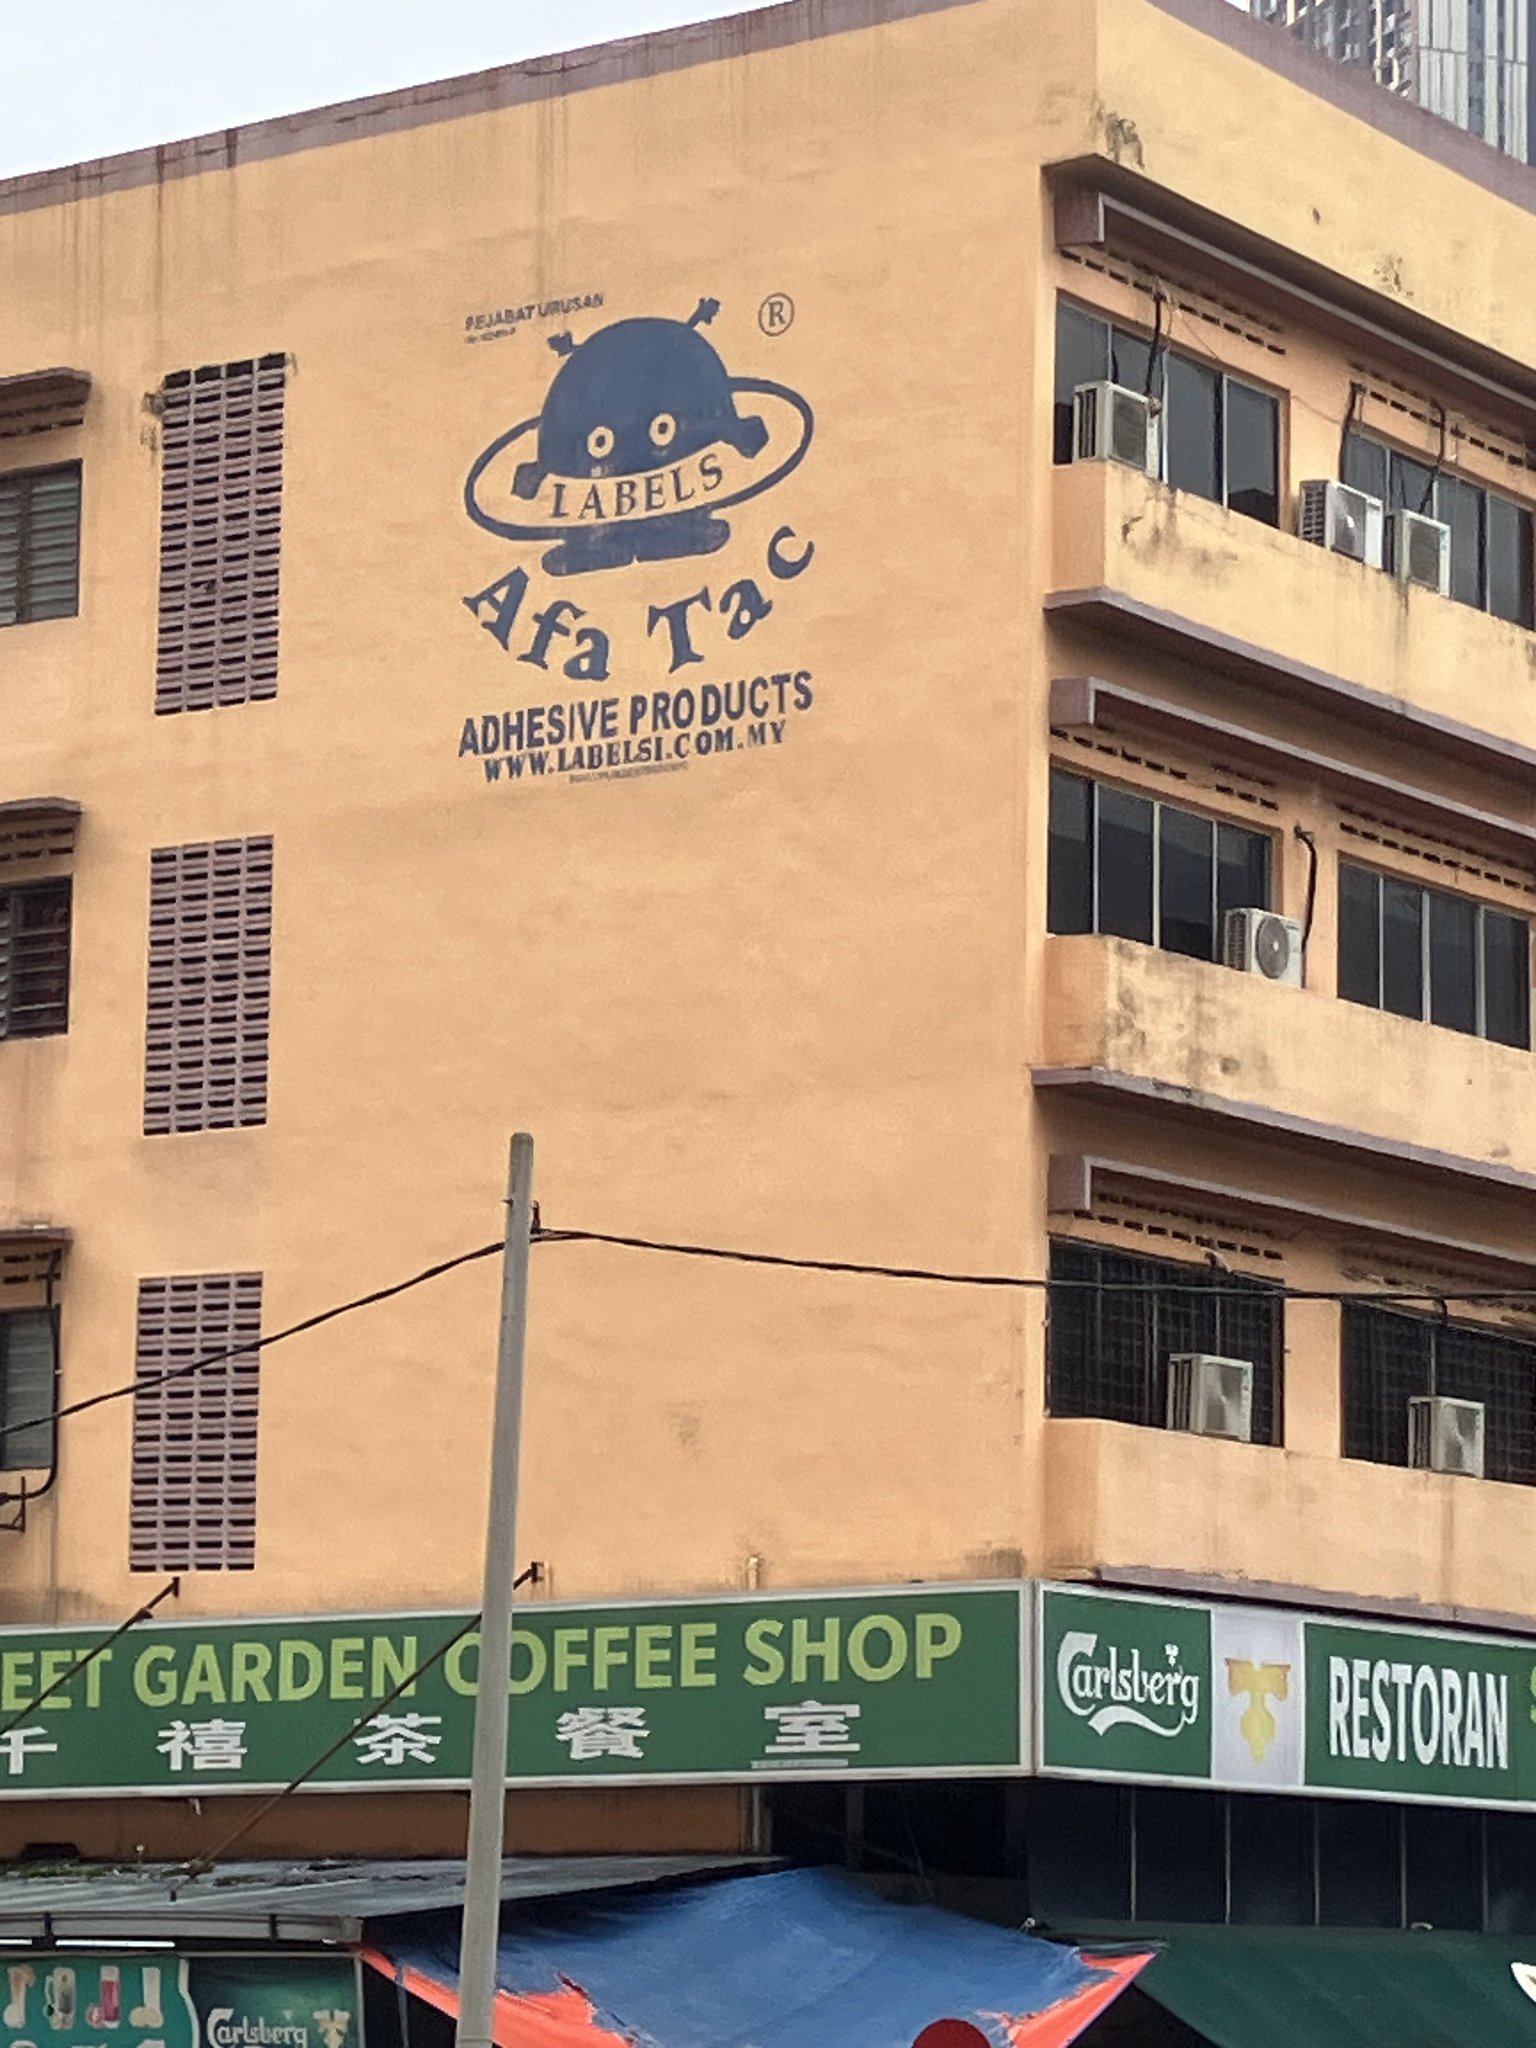 PEJABAT URUSAN
®
LABELS
Afa Tac
ADHESIVE PRODUCTS
WWW.LABELSI.COM.MY
EET GARDEN COFFEE SHOP
千禧茶餐室
Carlsberg
RESTORAN
Carlsberg